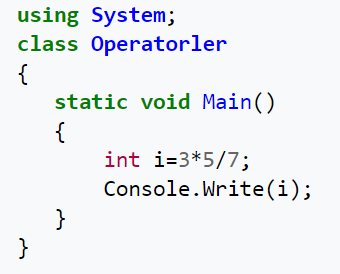 using System;
class Operatorler
{
   static void Main()
   {
       int i=3*5/7;
       Console.Write(i);
   }
}